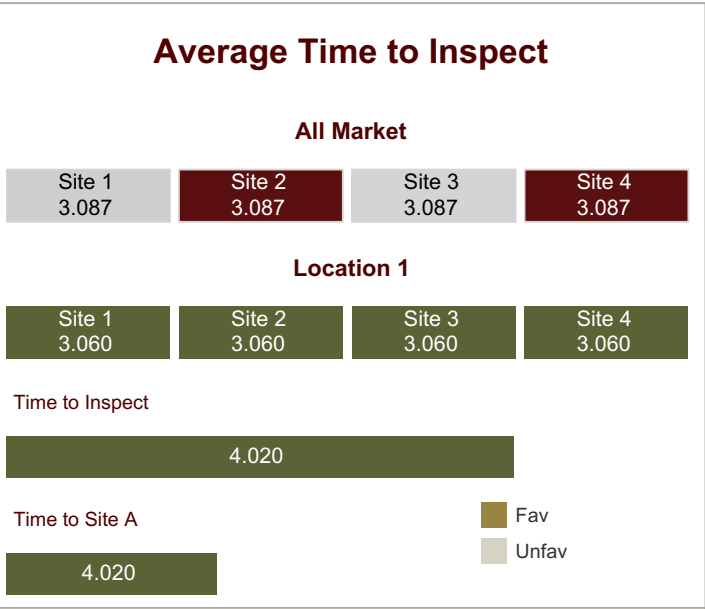 Average Time to Inspect
All Market
Site 1 Site 2 Site 3 Site 4
3.087 3.087 3.087 3.087
Location 1
Site 1 Site 2 Site 3 Site 4
3.060 3.060 3.060 3.060
Time to Inspect
4.020
Time to Site A
4.020
Fav
Unfav